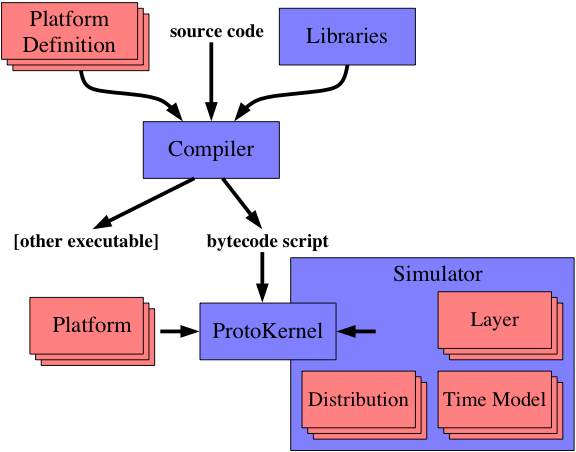 Platform
Definition
source code
Libraries
Compiler
[other executable]
bytecode script
Simulator
Platform
ProtoKernel
Layer
Distribution
Time Model